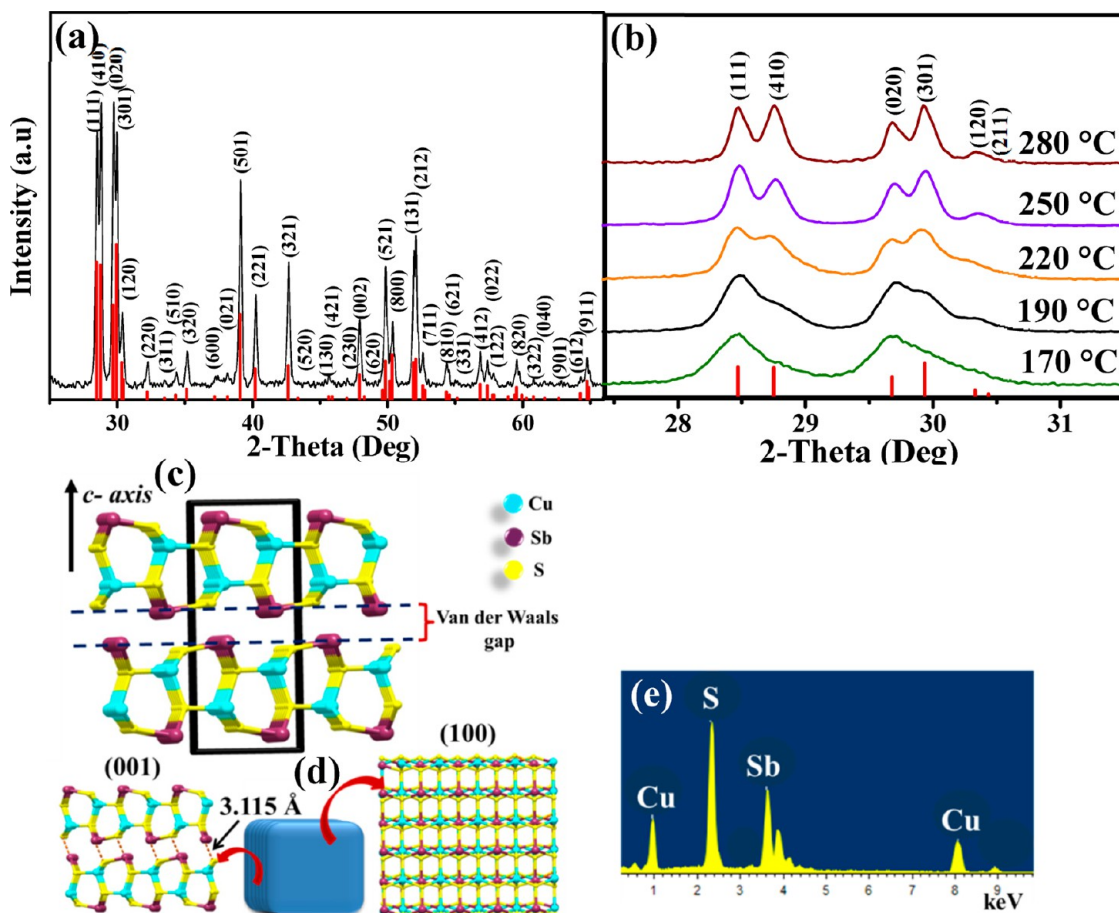 (a)
Intensity (a.u)
(111)
(410)
(020)
(301)
(120)
(220)
(311)
(510)
(320)
(600)
(021)
(501)
(221)
(321)
(520)
(130)
(421)
(230)
(002)
(620)
(521)
(800)
(131)
(212)
(711)
(810)
(621)
(331)
(412)
(022)
(122)
(820)
(322)
(040)
(901)
(612)
(911)
30 40 50 60
2-Theta (Deg)
(b)
(111)
(410)
(020)
(301)
(120)
(211)
280 °C
250 °C
220 °C
190 °C
170 °C
28 29 30 31
2-Theta (Deg)
(c)
c- axis
Cu
Sb
S
Van der Waals
gap
(d)
(001)
3.115 Å
(100)
(e)
Cu
S
Sb
Cu
1 2 3 4 5 6 7 8 9
keV